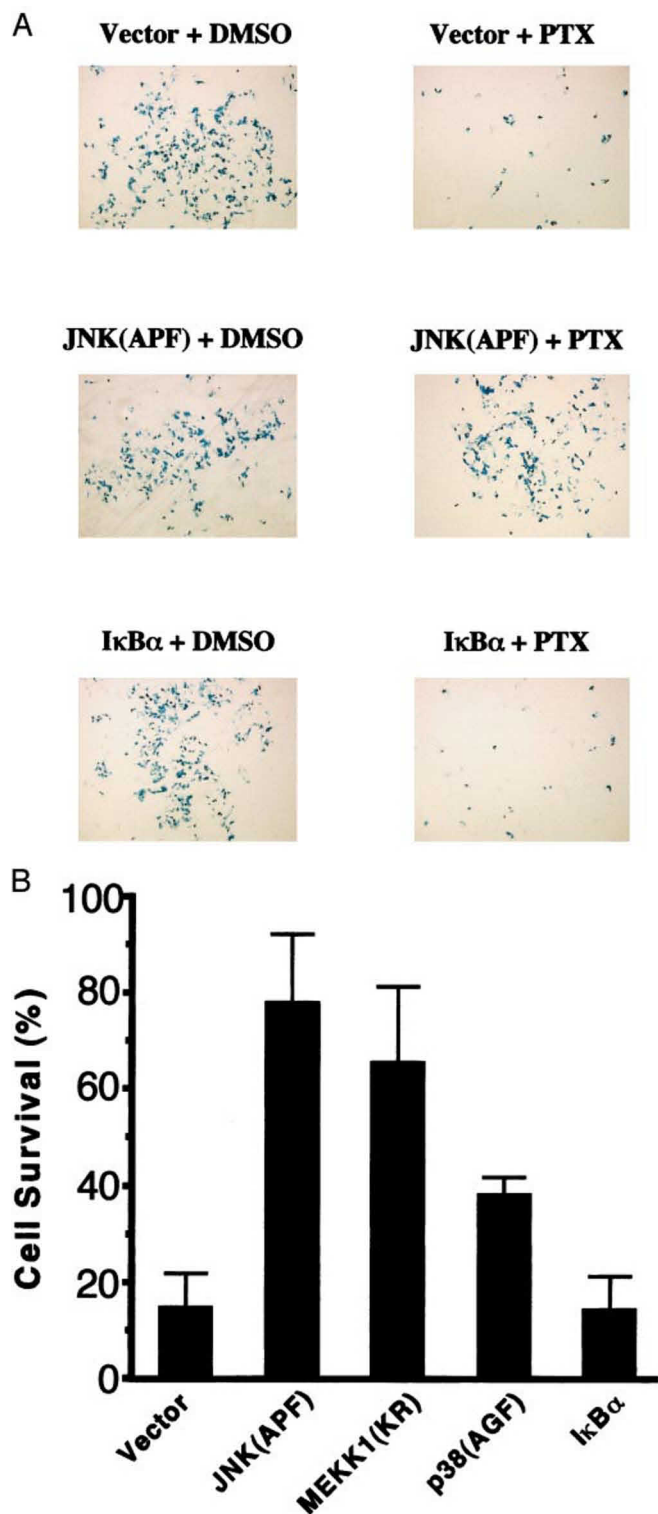 A
Vector + DMSO
Vector + PTX
JNK(APF) + DMSO
JNK(APF) + PTX
IκBα + DMSO
IκBα + PTX
B
Cell Survival (%)
100
80
60
40
20
0
Vector
JNK(APF)
MEKK1(KR)
p38(AGF)
IκBα